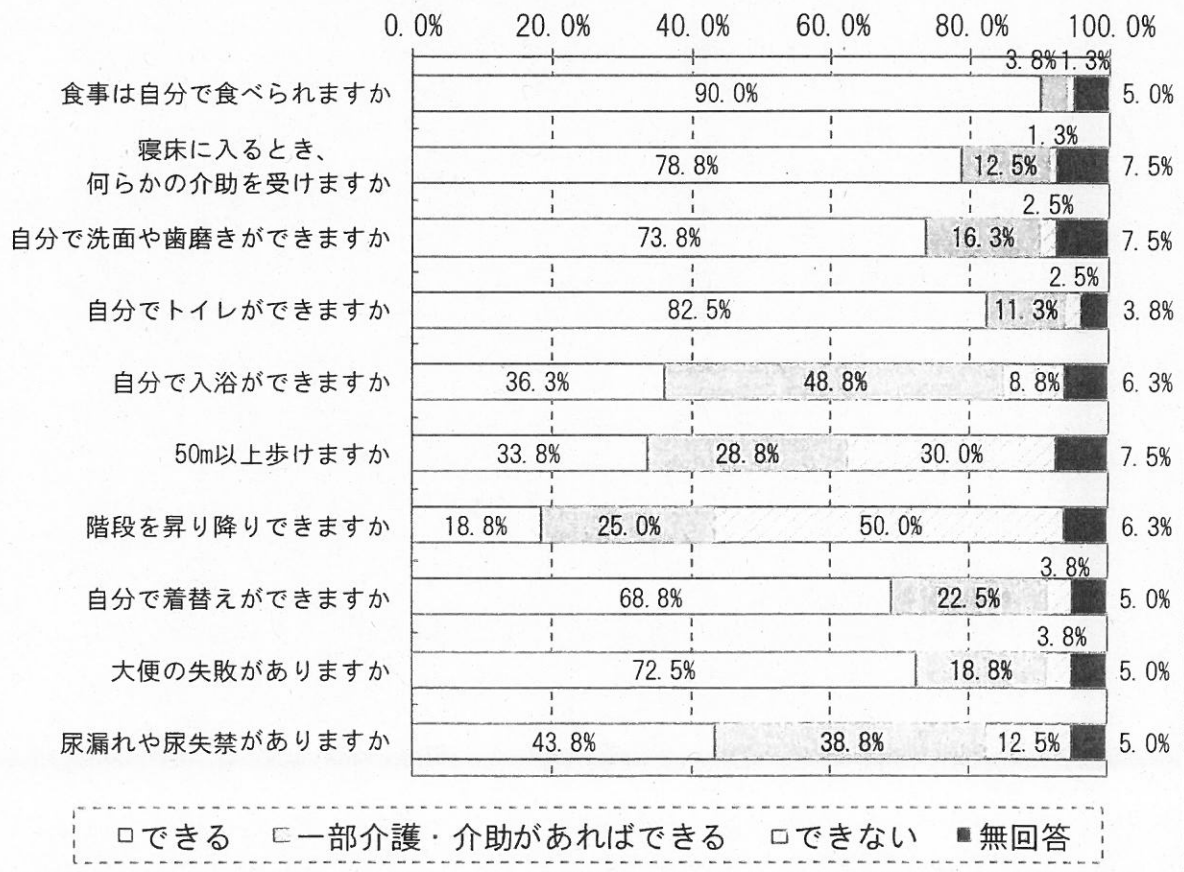 0.0% 20.0% 40.0% 60.0% 80.0% 100.0%
3.8% 1.3%
食事は自分で食べられますか 90.0% 5.0%
1.3%
寝床に入るとき、
何らかの介助を受けますか 78.8% 12.5% 7.5%
2.5%
自分で洗面や歯磨きができますか 73.8% 16.3% 7.5%
2.5%
自分でトイレができますか 82.5% 11.3% 3.8%
自分で入浴ができますか 36.3% 48.8% 8.8% 6.3%
50m以上歩けますか 33.8% 28.8% 30.0% 7.5%
階段を昇り降りできますか 18.8% 25.0% 50.0% 6.3%
3.8%
自分で着替えができますか 68.8% 22.5% 5.0%
3.8%
大便の失敗がありますか 72.5% 18.8% 5.0%
尿漏れや尿失禁がありますか 43.8% 38.8% 12.5% 5.0%
できる 一部介護・介助があればできる できない 無回答